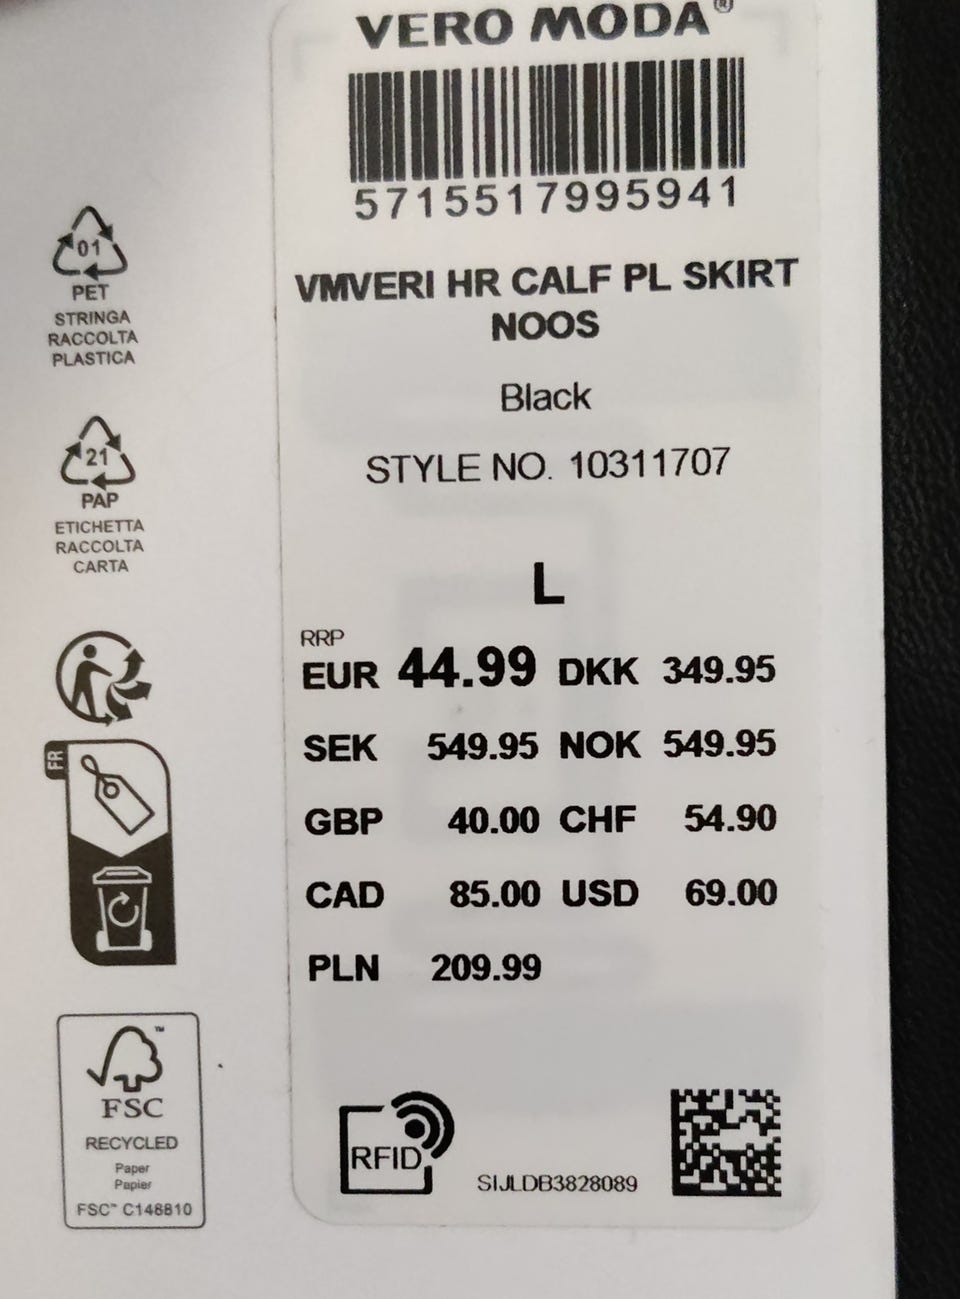 VERO MODA®
5715517995941
VMVERI HR CALF PL SKIRT
NOOS
Black
STYLE NO. 10311707
L
RRP
EUR 44.99 DKK 349.95
SEK 549.95 NOK 549.95
GBP 40.00 CHF 54.90
CAD 85.00 USD 69.00
PLN 209.99
RFID
SIJLDB3828089
01
PET
STRINGA
RACCOLTA
PLASTICA
21
PAP
ETICHETTA
RACCOLTA
CARTA
FR
™
FSC
RECYCLED
Paper
Papier
FSC™ C148810